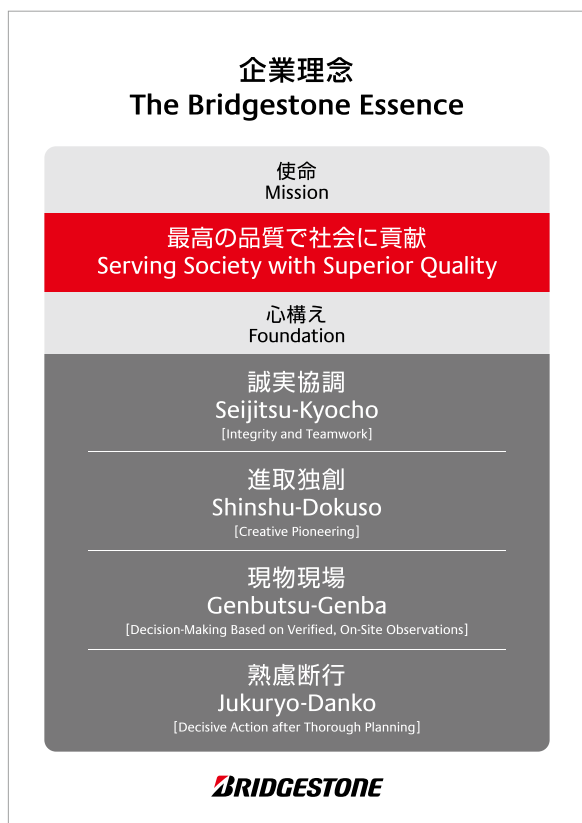 企業理念
The Bridgestone Essence
使命
Mission
最高の品質で社会に貢献
Serving Society with Superior Quality
心構え
Foundation
誠実協調
Seijitsu-Kyocho
[Integrity and Teamwork]
進取独創
Shinshu-Dokuso
[Creative Pioneering]
現物現場
Genbutsu-Genba
[Decision-Making Based on Verified, On-Site Observations]
熟慮断行
Jukuryo-Danko
[Decisive Action after Thorough Planning]
BRIDGESTONE